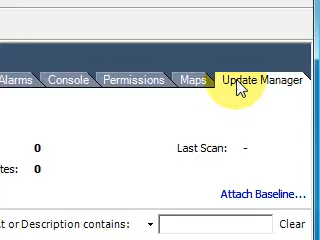 Alarms Console Permissions Maps Update Manager
0 Last Scan: -
tes: 0
Attach Baseline...
t or Description contains: Clear